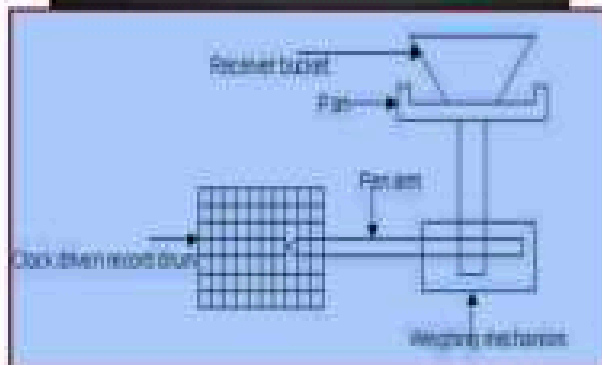 Receiver bucket
Pan
Pen arm
Clock driven record drum
Weighing mechanism